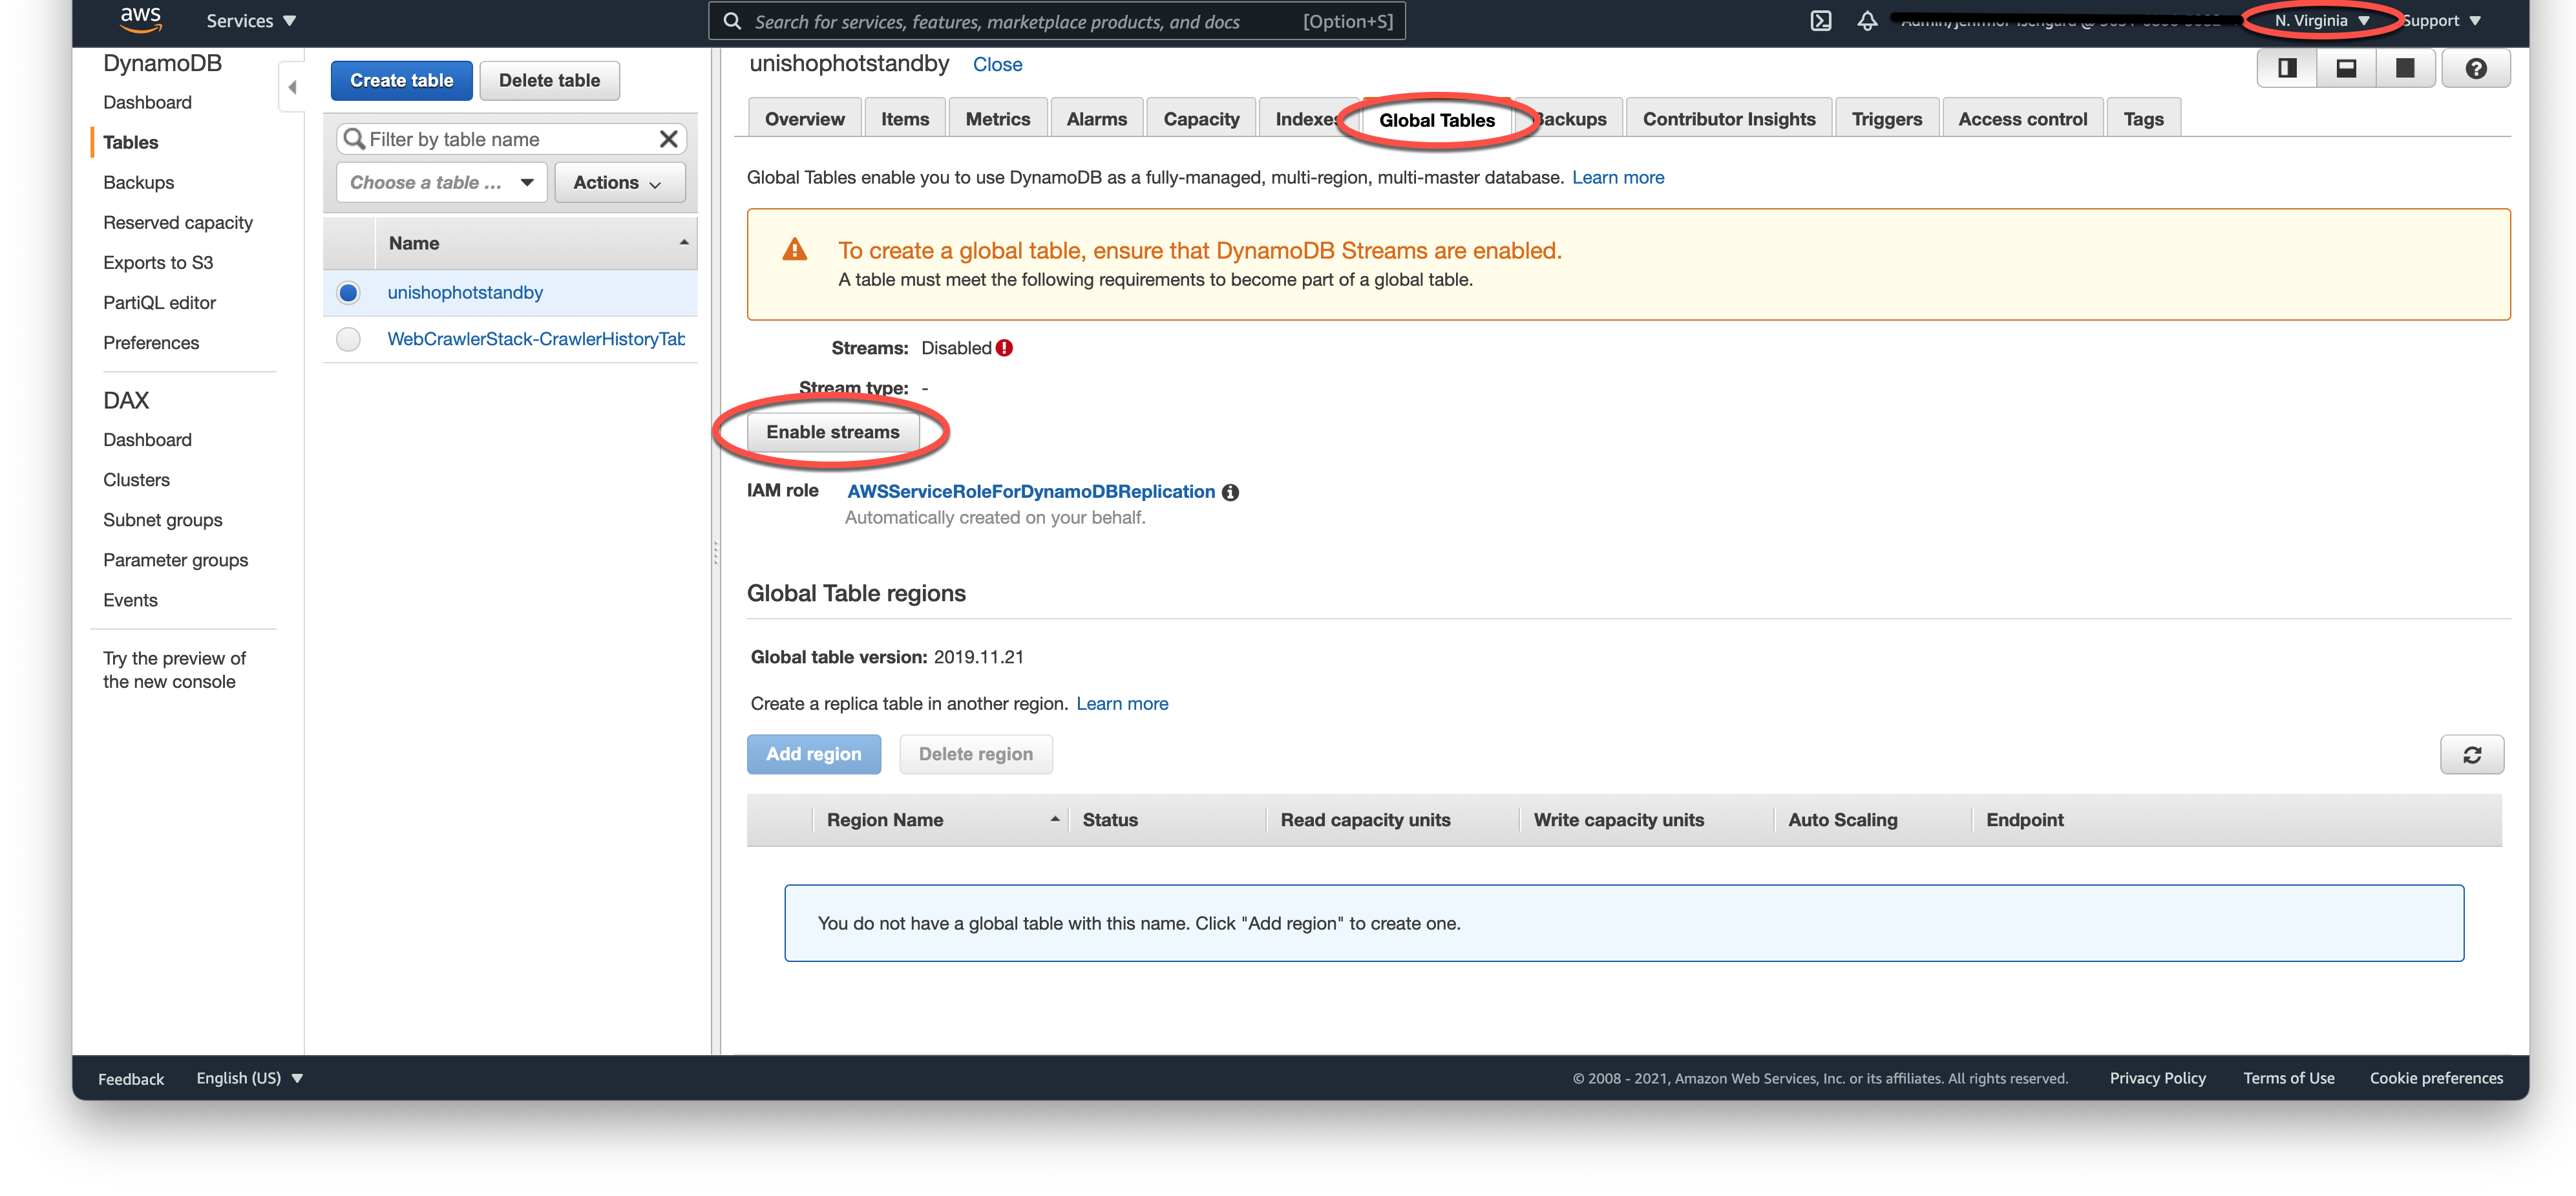 aws
Services
Search for services, features, marketplace products, and docs [Option+S]
N. Virginia
Support
DynamoDB
Dashboard
Tables
Backups
Reserved capacity
Exports to S3
PartiQL editor
Preferences
DAX
Dashboard
Clusters
Subnet groups
Parameter groups
Events
Try the preview of
the new console
Create table
Delete table
Filter by table name
Choose a table ...
Actions
Name
unishophotstandby
WebCrawlerStack-CrawlerHistoryTab
unishophotstandby Close
Overview Items Metrics Alarms Capacity Indexes Global Tables Backups Contributor Insights Triggers Access control Tags
Global Tables enable you to use DynamoDB as a fully-managed, multi-region, multi-master database. Learn more
To create a global table, ensure that DynamoDB Streams are enabled.
A table must meet the following requirements to become part of a global table.
Streams: Disabled
Stream type: -
Enable streams
IAM role AWSServiceRoleForDynamoDBReplication
Automatically created on your behalf.
Global Table regions
Global table version: 2019.11.21
Create a replica table in another region. Learn more
Add region
Delete region
Region Name Status Read capacity units Write capacity units Auto Scaling Endpoint
You do not have a global table with this name. Click "Add region" to create one.
Feedback
English (US)
© 2008 - 2021, Amazon Web Services, Inc. or its affiliates. All rights reserved.
Privacy Policy
Terms of Use
Cookie preferences